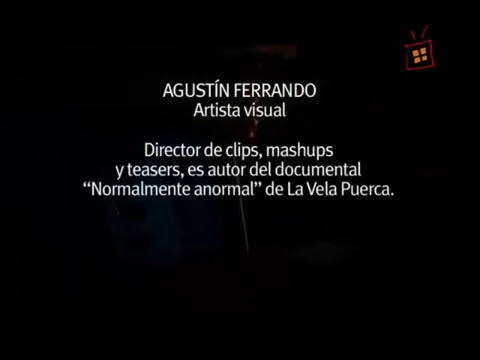 AGUSTÍN FERRANDO
Artista visual
Director de clips, mashups
y teasers, es autor del documental
“Normalmente anormal” de La Vela Puerca.